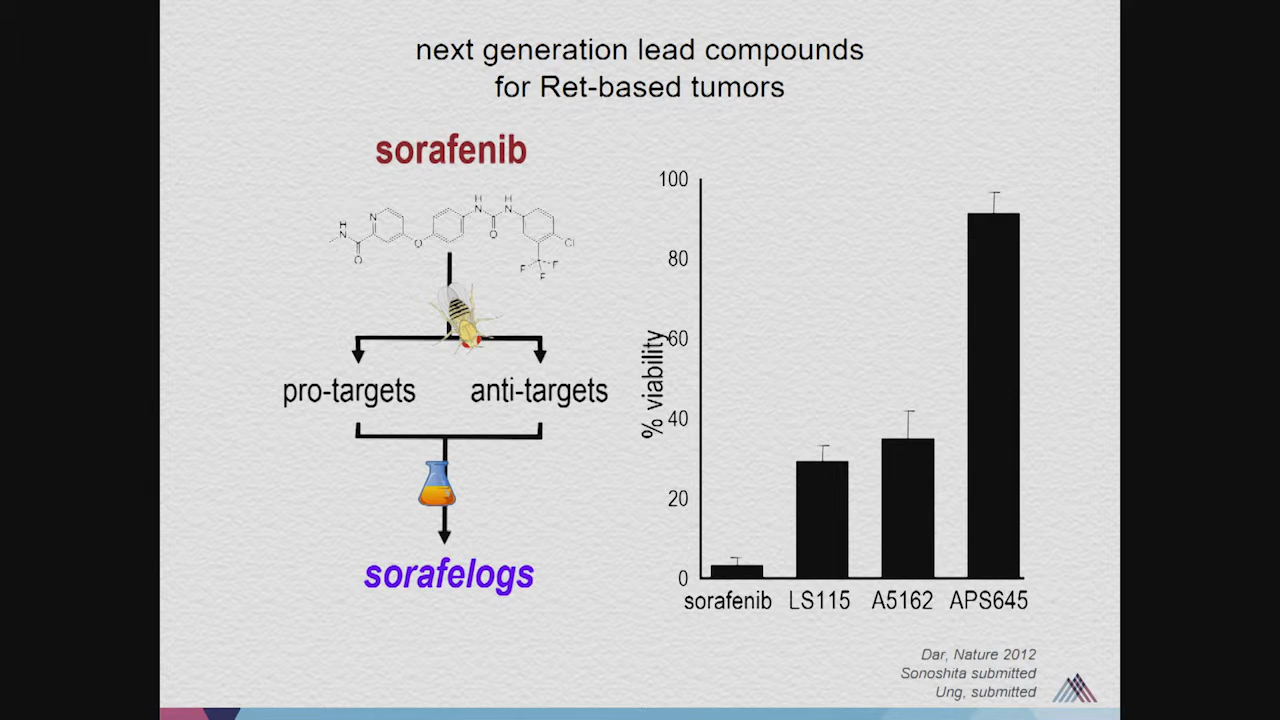 next generation lead compounds
for Ret-based tumors
sorafenib
H
N
O
N
O
H
N
O
H
N
Cl
F
F
F
pro-targets
anti-targets
sorafelogs
% viability
100
80
60
40
20
0
sorafenib
LS115
A5162
APS645
Dar, Nature 2012
Sonoshita submitted
Ung, submitted